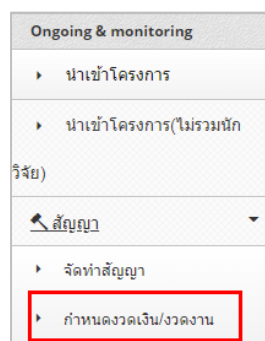 Ongoing & monitoring
นำเข้าโครงการ
นำเข้าโครงการ(ไม่รวมนัก
วิจัย)
สัญญา
จัดทำสัญญา
กำหนดงวดเงิน/งวดงาน